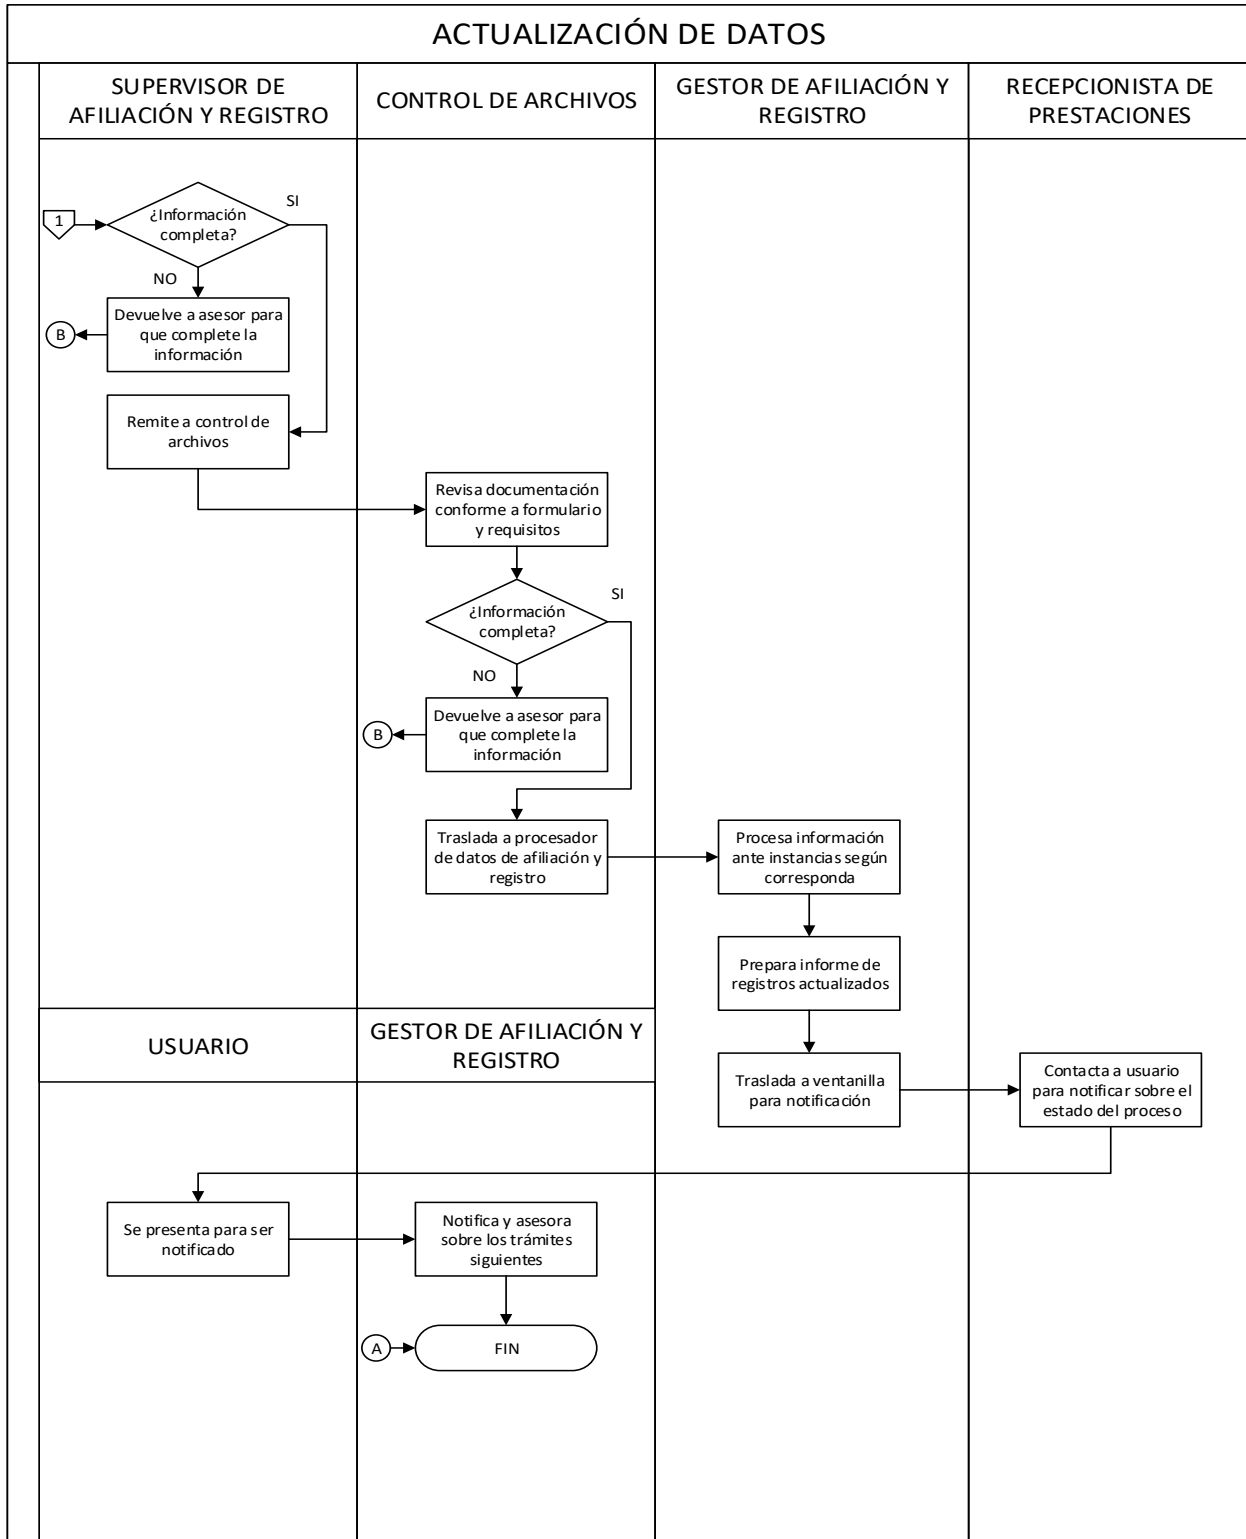 ACTUALIZACIÓN DE DATOS
SUPERVISOR DE
AFILIACIÓN Y REGISTRO
CONTROL DE ARCHIVOS
GESTOR DE AFILIACIÓN Y
REGISTRO
RECEPCIONISTA DE
PRESTACIONES
1
¿Información
completa?
SI
NO
Devuelve a asesor para
que complete la
información
B
Remite a control de
archivos
Revisa documentación
conforme a formulario
y requisitos
¿Información
completa?
SI
NO
Devuelve a asesor para
que complete la
información
B
Traslada a procesador
de datos de afiliación y
registro
Procesa información
ante instancias según
corresponda
Prepara informe de
registros actualizados
Traslada a ventanilla
para notificación
Contacta a usuario
para notificar sobre el
estado del proceso
USUARIO
GESTOR DE AFILIACIÓN Y
REGISTRO
Se presenta para ser
notificado
Notifica y asesora
sobre los trámites
siguientes
A
FIN